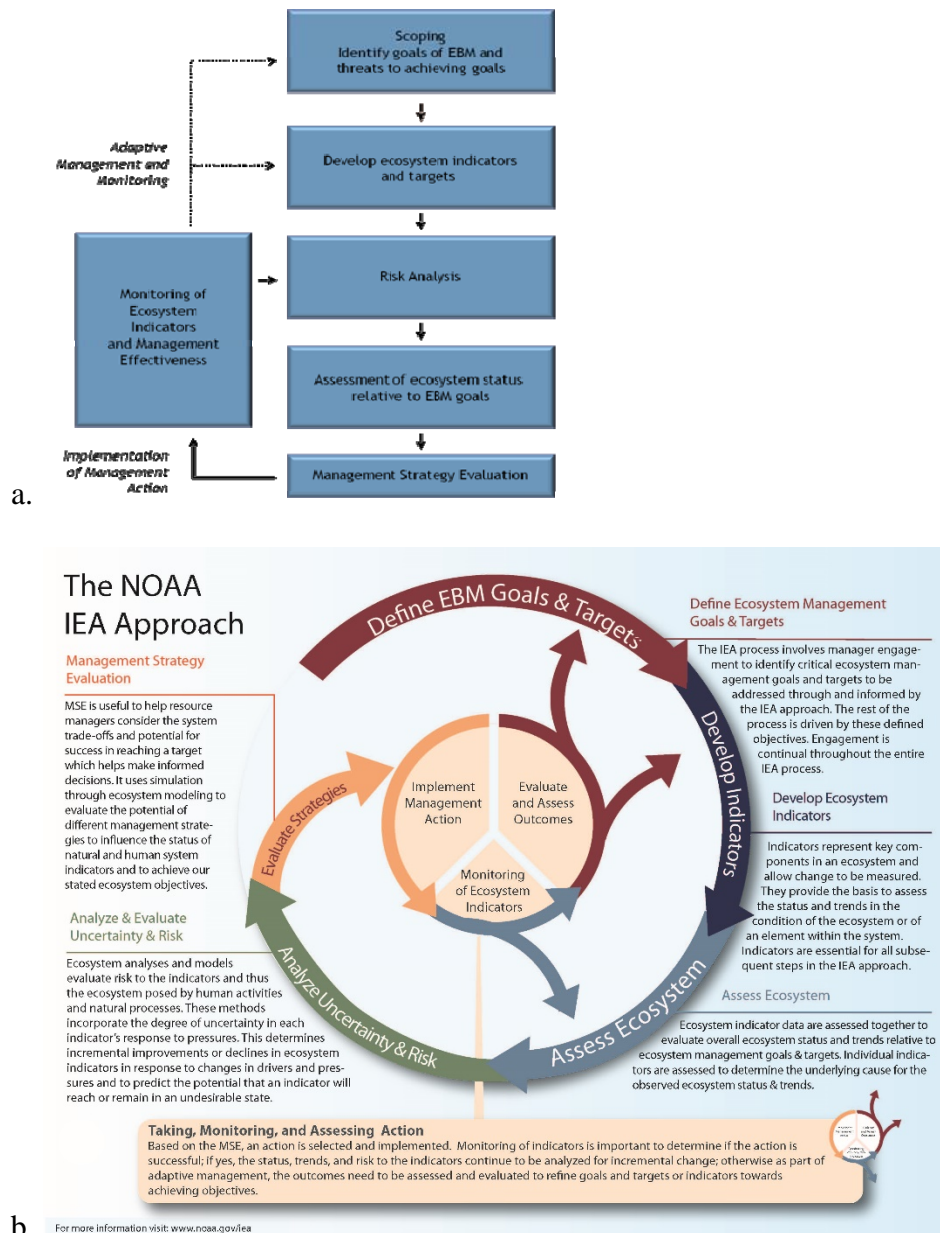 Scoping
Identify goals of EBM and
threats to achieving goals
Adaptive
Management and
Monitoring
Develop ecosystem indicators
and targets
Monitoring of
Ecosystem
Indicators
and Management
Effectiveness
Risk Analysis
Assessment of ecosystem status
relative to EBM goals
Implementation
of Management
Action
Management Strategy Evaluation
a.
The NOAA
IEA Approach
Define EBM Goals & Targets
Develop Indicators
Assess Ecosystem
Analyze Uncertainty & Risk
Evaluate Strategies
Implement
Management
Action
Evaluate
and Assess
Outcomes
Monitoring
of Ecosystem
Indicators
Management Strategy
Evaluation
MSE is useful to help resource
managers consider the system
trade-offs and potential for
success in reaching a target
which helps make informed
decisions. It uses simulation
through ecosystem modeling to
evaluate the potential of
different management strate-
gies to influence the status of
natural and human system
indicators and to achieve our
stated ecosystem objectives.
Analyze & Evaluate
Uncertainty & Risk
Ecosystem analyses and models
evaluate risk to the indicators and thus
the ecosystem posed by human activities
and natural processes. These methods
incorporate the degree of uncertainty in each
indicator's response to pressures. This determines
incremental improvements or declines in ecosystem
indicators in response to changes in drivers and pres-
sures and to predict the potential that an indicator will
reach or remain in an undesirable state.
Define Ecosystem Management
Goals & Targets
The IEA process involves manager engage-
ment to identify critical ecosystem man-
agement goals and targets to be
addressed through and informed by
the IEA approach. The rest of the
process is driven by these defined
objectives. Engagement is
continual throughout the entire
IEA process.
Develop Ecosystem
Indicators
Indicators represent key com-
ponents in an ecosystem and
allow change to be measured.
They provide the basis to assess
the status and trends in the
condition of the ecosystem or of
an element within the system.
Indicators are essential for all subse-
quent steps in the IEA approach.
Assess Ecosystem
Ecosystem indicator data are assessed together to
evaluate overall ecosystem status and trends relative to
ecosystem management goals & targets. Individual indica-
tors are assessed to determine the underlying cause for the
observed ecosystem status & trends.
Taking, Monitoring, and Assessing Action
Based on the MSE, an action is selected and implemented. Monitoring of indicators is important to determine if the action is
successful; if yes, the status, trends, and risk to the indicators continue to be analyzed for incremental change; otherwise as part of
adaptive management, the outcomes need to be assessed and evaluated to refine goals and targets or indicators towards
achieving objectives.
b
For more information visit: www.noaa.gov/iea